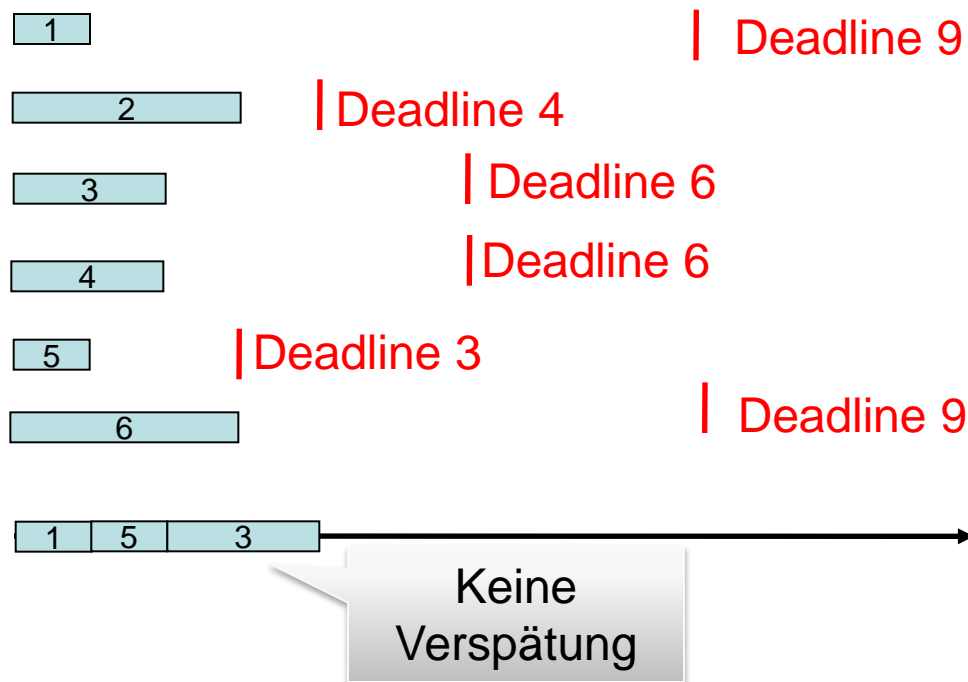 1
Deadline 9
2
Deadline 4
3
Deadline 6
4
Deadline 6
5
Deadline 3
6
Deadline 9
1 5 3
Keine
Verspätung